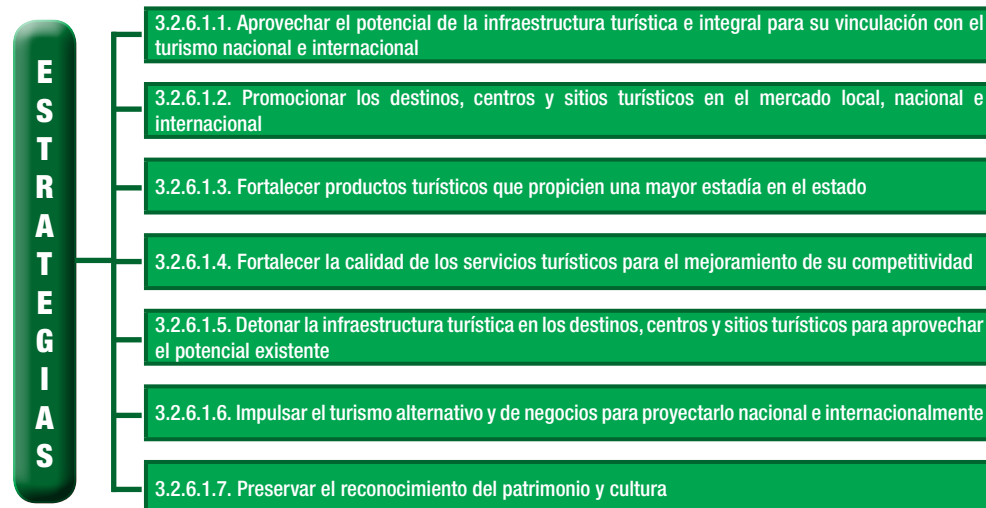 ESTRATEGIAS
3.2.6.1.1. Aprovechar el potencial de la infraestructura turística e integral para su vinculación con el
turismo nacional e internacional
3.2.6.1.2. Promocionar los destinos, centros y sitios turísticos en el mercado local, nacional e
internacional
3.2.6.1.3. Fortalecer productos turísticos que propicien una mayor estadía en el estado
3.2.6.1.4. Fortalecer la calidad de los servicios turísticos para el mejoramiento de su competitividad
3.2.6.1.5. Detonar la infraestructura turística en los destinos, centros y sitios turísticos para aprovechar
el potencial existente
3.2.6.1.6. Impulsar el turismo alternativo y de negocios para proyectarlo nacional e internacionalmente
3.2.6.1.7. Preservar el reconocimiento del patrimonio y cultura